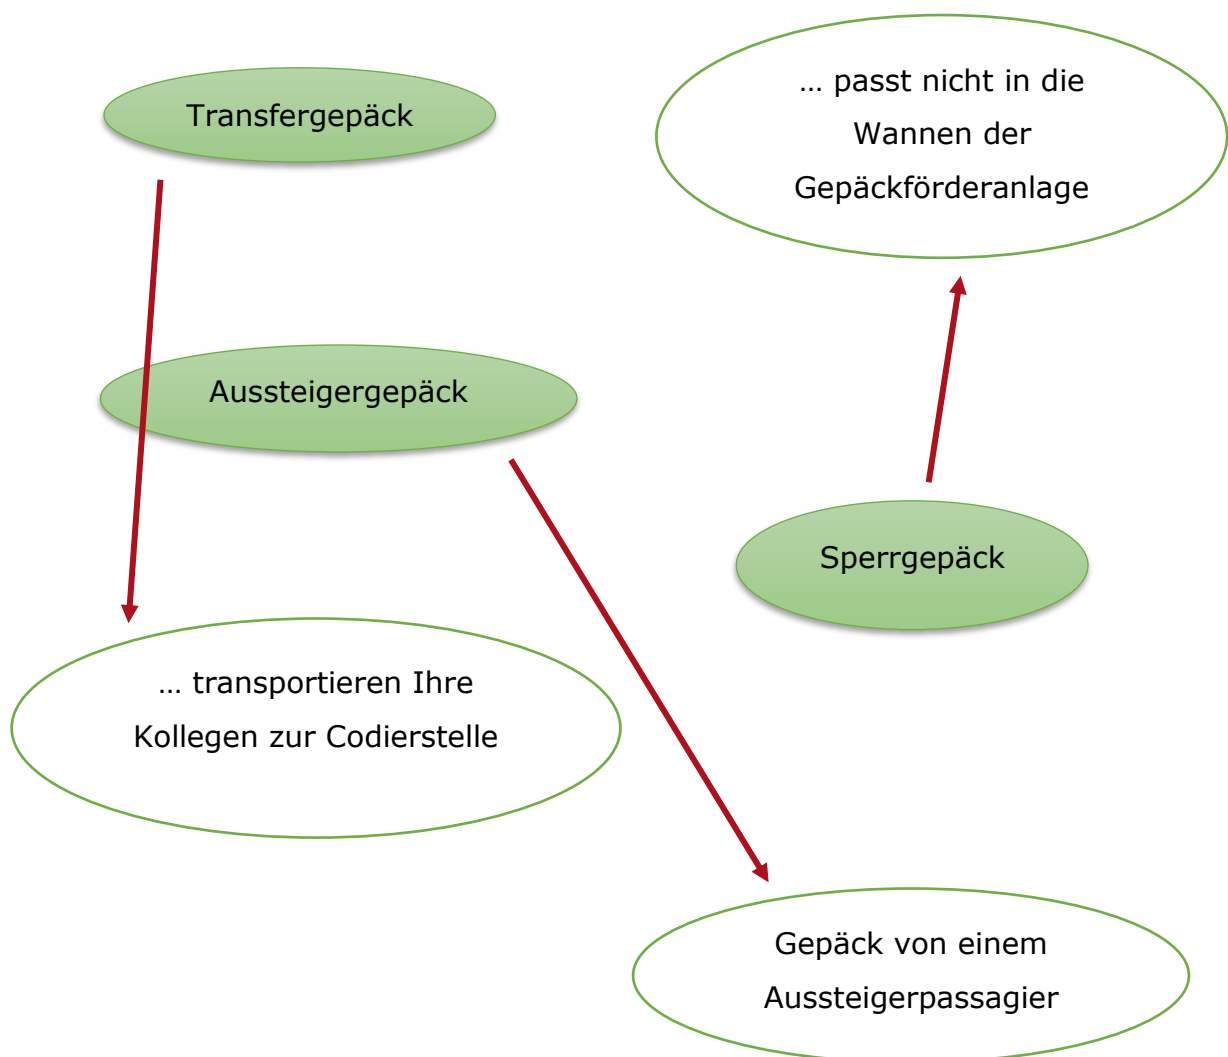 Transfergepäck
… passt nicht in die
Wannen der
Gepäckförderanlage
Aussteigergepäck
Sperrgepäck
… transportieren Ihre
Kollegen zur Codierstelle
Gepäck von einem
Aussteigerpassagier